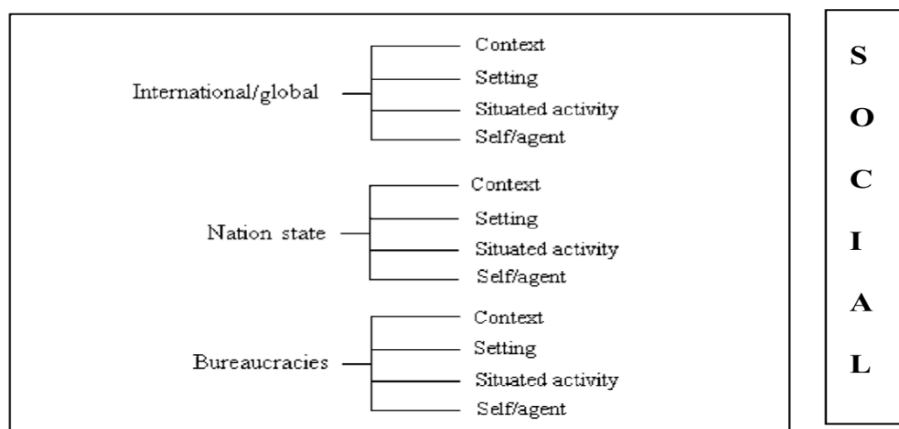 International/global
Context
Setting
Situated activity
Self/agent
Nation state
Context
Setting
Situated activity
Self/agent
Bureaucracies
Context
Setting
Situated activity
Self/agent
S
O
C
I
A
L